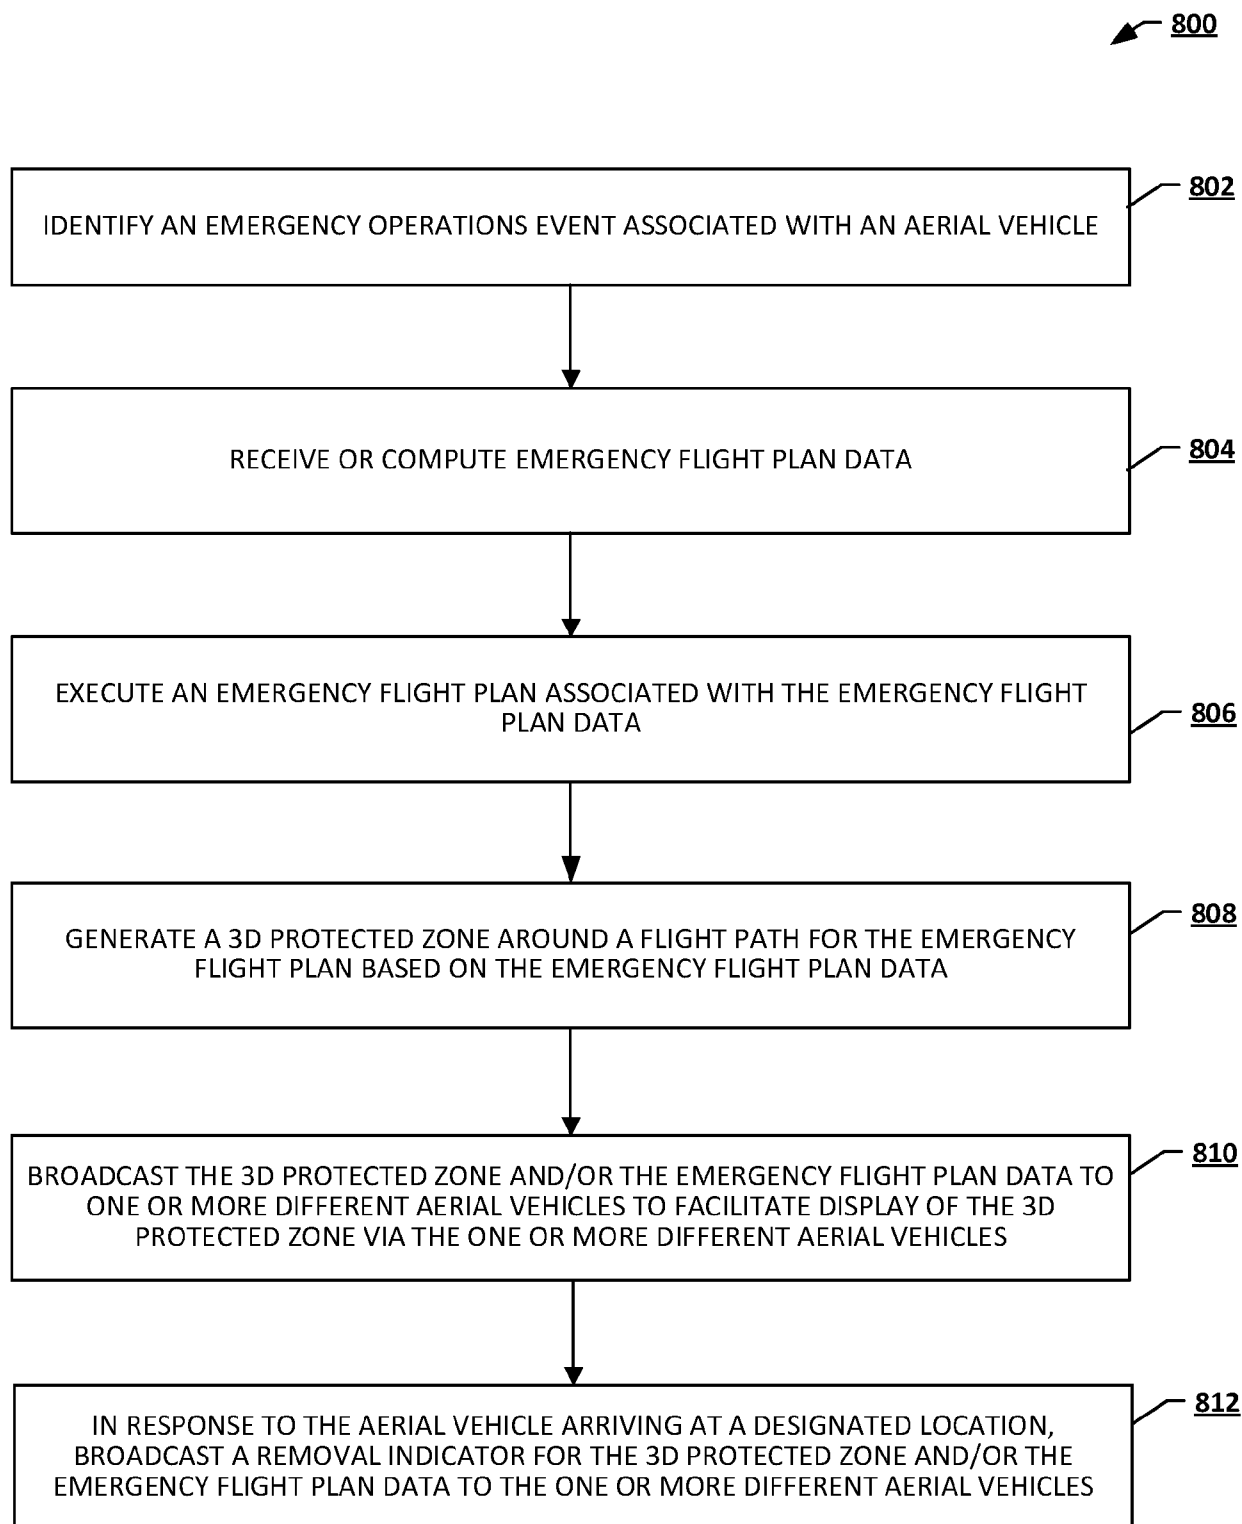 800
802
IDENTIFY AN EMERGENCY OPERATIONS EVENT ASSOCIATED WITH AN AERIAL VEHICLE
804
RECEIVE OR COMPUTE EMERGENCY FLIGHT PLAN DATA
806
EXECUTE AN EMERGENCY FLIGHT PLAN ASSOCIATED WITH THE EMERGENCY FLIGHT
PLAN DATA
808
GENERATE A 3D PROTECTED ZONE AROUND A FLIGHT PATH FOR THE EMERGENCY
FLIGHT PLAN BASED ON THE EMERGENCY FLIGHT PLAN DATA
810
BROADCAST THE 3D PROTECTED ZONE AND/OR THE EMERGENCY FLIGHT PLAN DATA TO
ONE OR MORE DIFFERENT AERIAL VEHICLES TO FACILITATE DISPLAY OF THE 3D
PROTECTED ZONE VIA THE ONE OR MORE DIFFERENT AERIAL VEHICLES
812
IN RESPONSE TO THE AERIAL VEHICLE ARRIVING AT A DESIGNATED LOCATION,
BROADCAST A REMOVAL INDICATOR FOR THE 3D PROTECTED ZONE AND/OR THE
EMERGENCY FLIGHT PLAN DATA TO THE ONE OR MORE DIFFERENT AERIAL VEHICLES